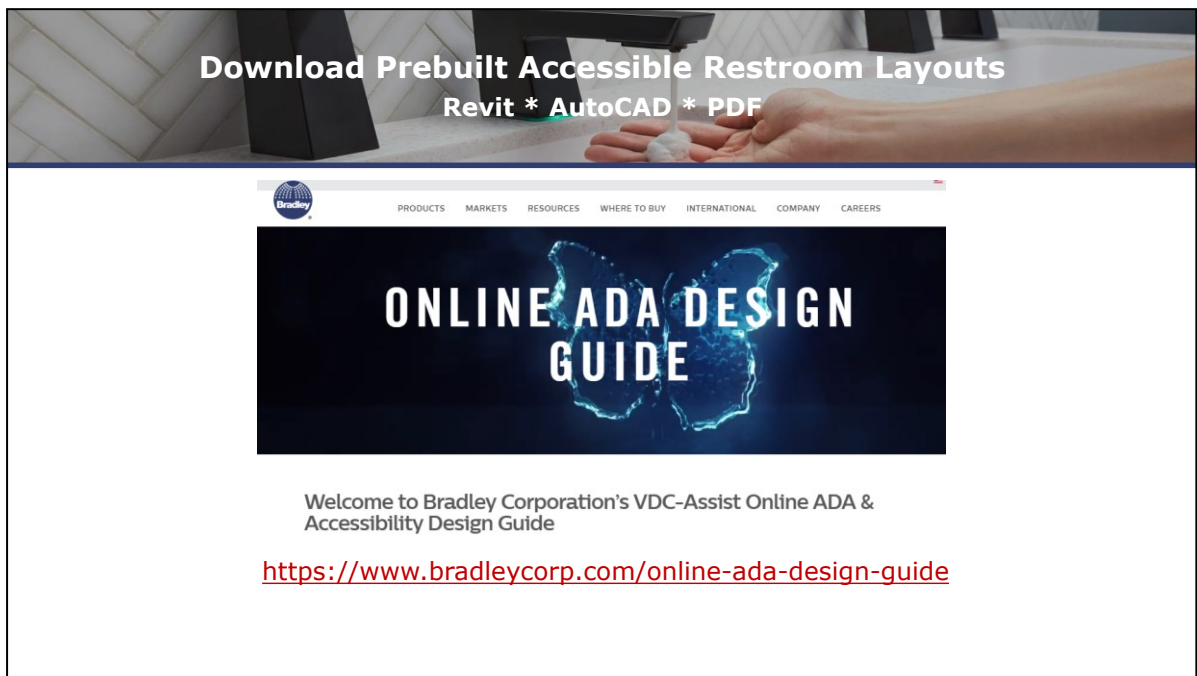 Download Prebuilt Accessible Restroom Layouts
Revit * AutoCAD * PDF
Bradley
PRODUCTS MARKETS RESOURCES WHERE TO BUY INTERNATIONAL COMPANY CAREERS
ONLINE ADA DESIGN
GUIDE
Welcome to Bradley Corporation's VDC-Assist Online ADA &
Accessibility Design Guide
https://www.bradleycorp.com/online-ada-design-guide